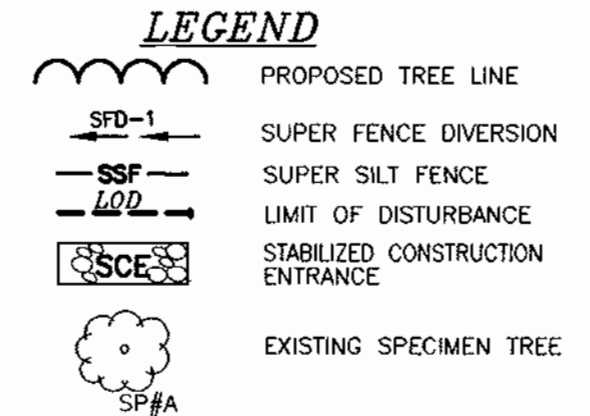 LEGEND
PROPOSED TREE LINE
SFD-1
SUPER FENCE DIVERSION
SSF
SUPER SILT FENCE
LOD
LIMIT OF DISTURBANCE
SCE
STABILIZED CONSTRUCTION
ENTRANCE
EXISTING SPECIMEN TREE
SP#A